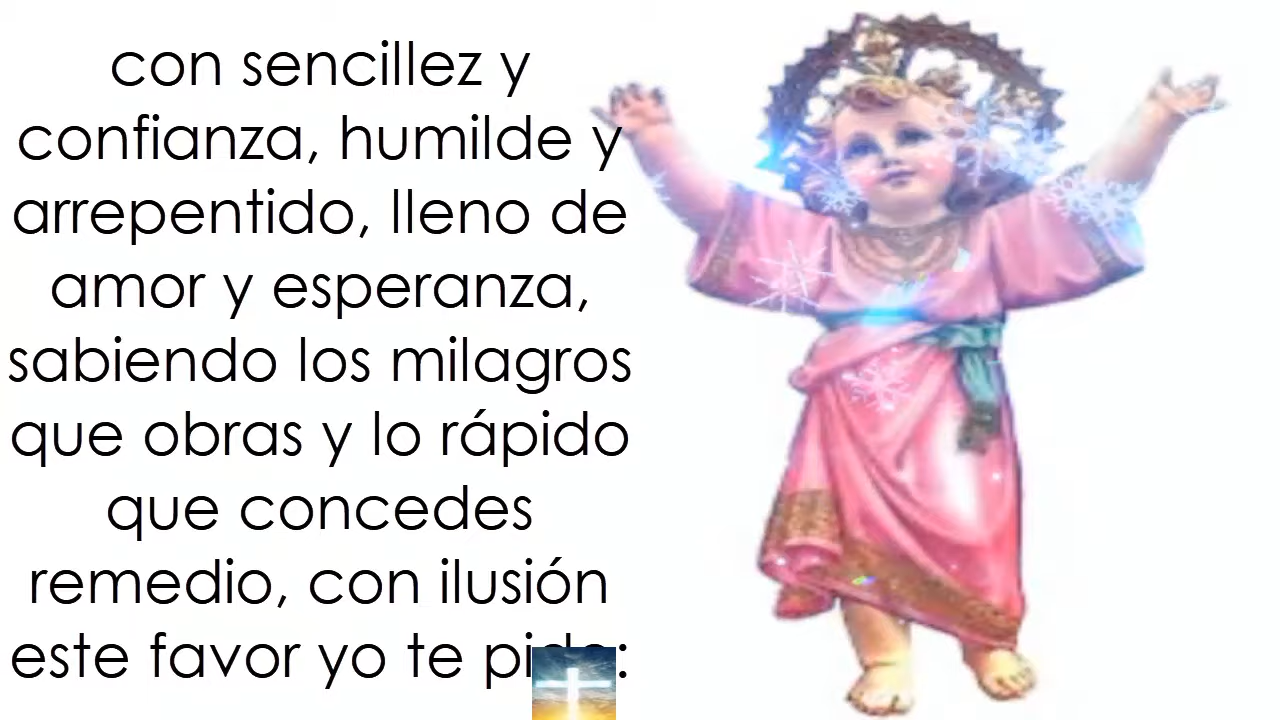 con sencillez y
confianza, humilde y
arrepentido, lleno de
amor y esperanza,
sabiendo los milagros
que obras y lo rápido
que concedes
remedio, con ilusión
este favor yo te pido: